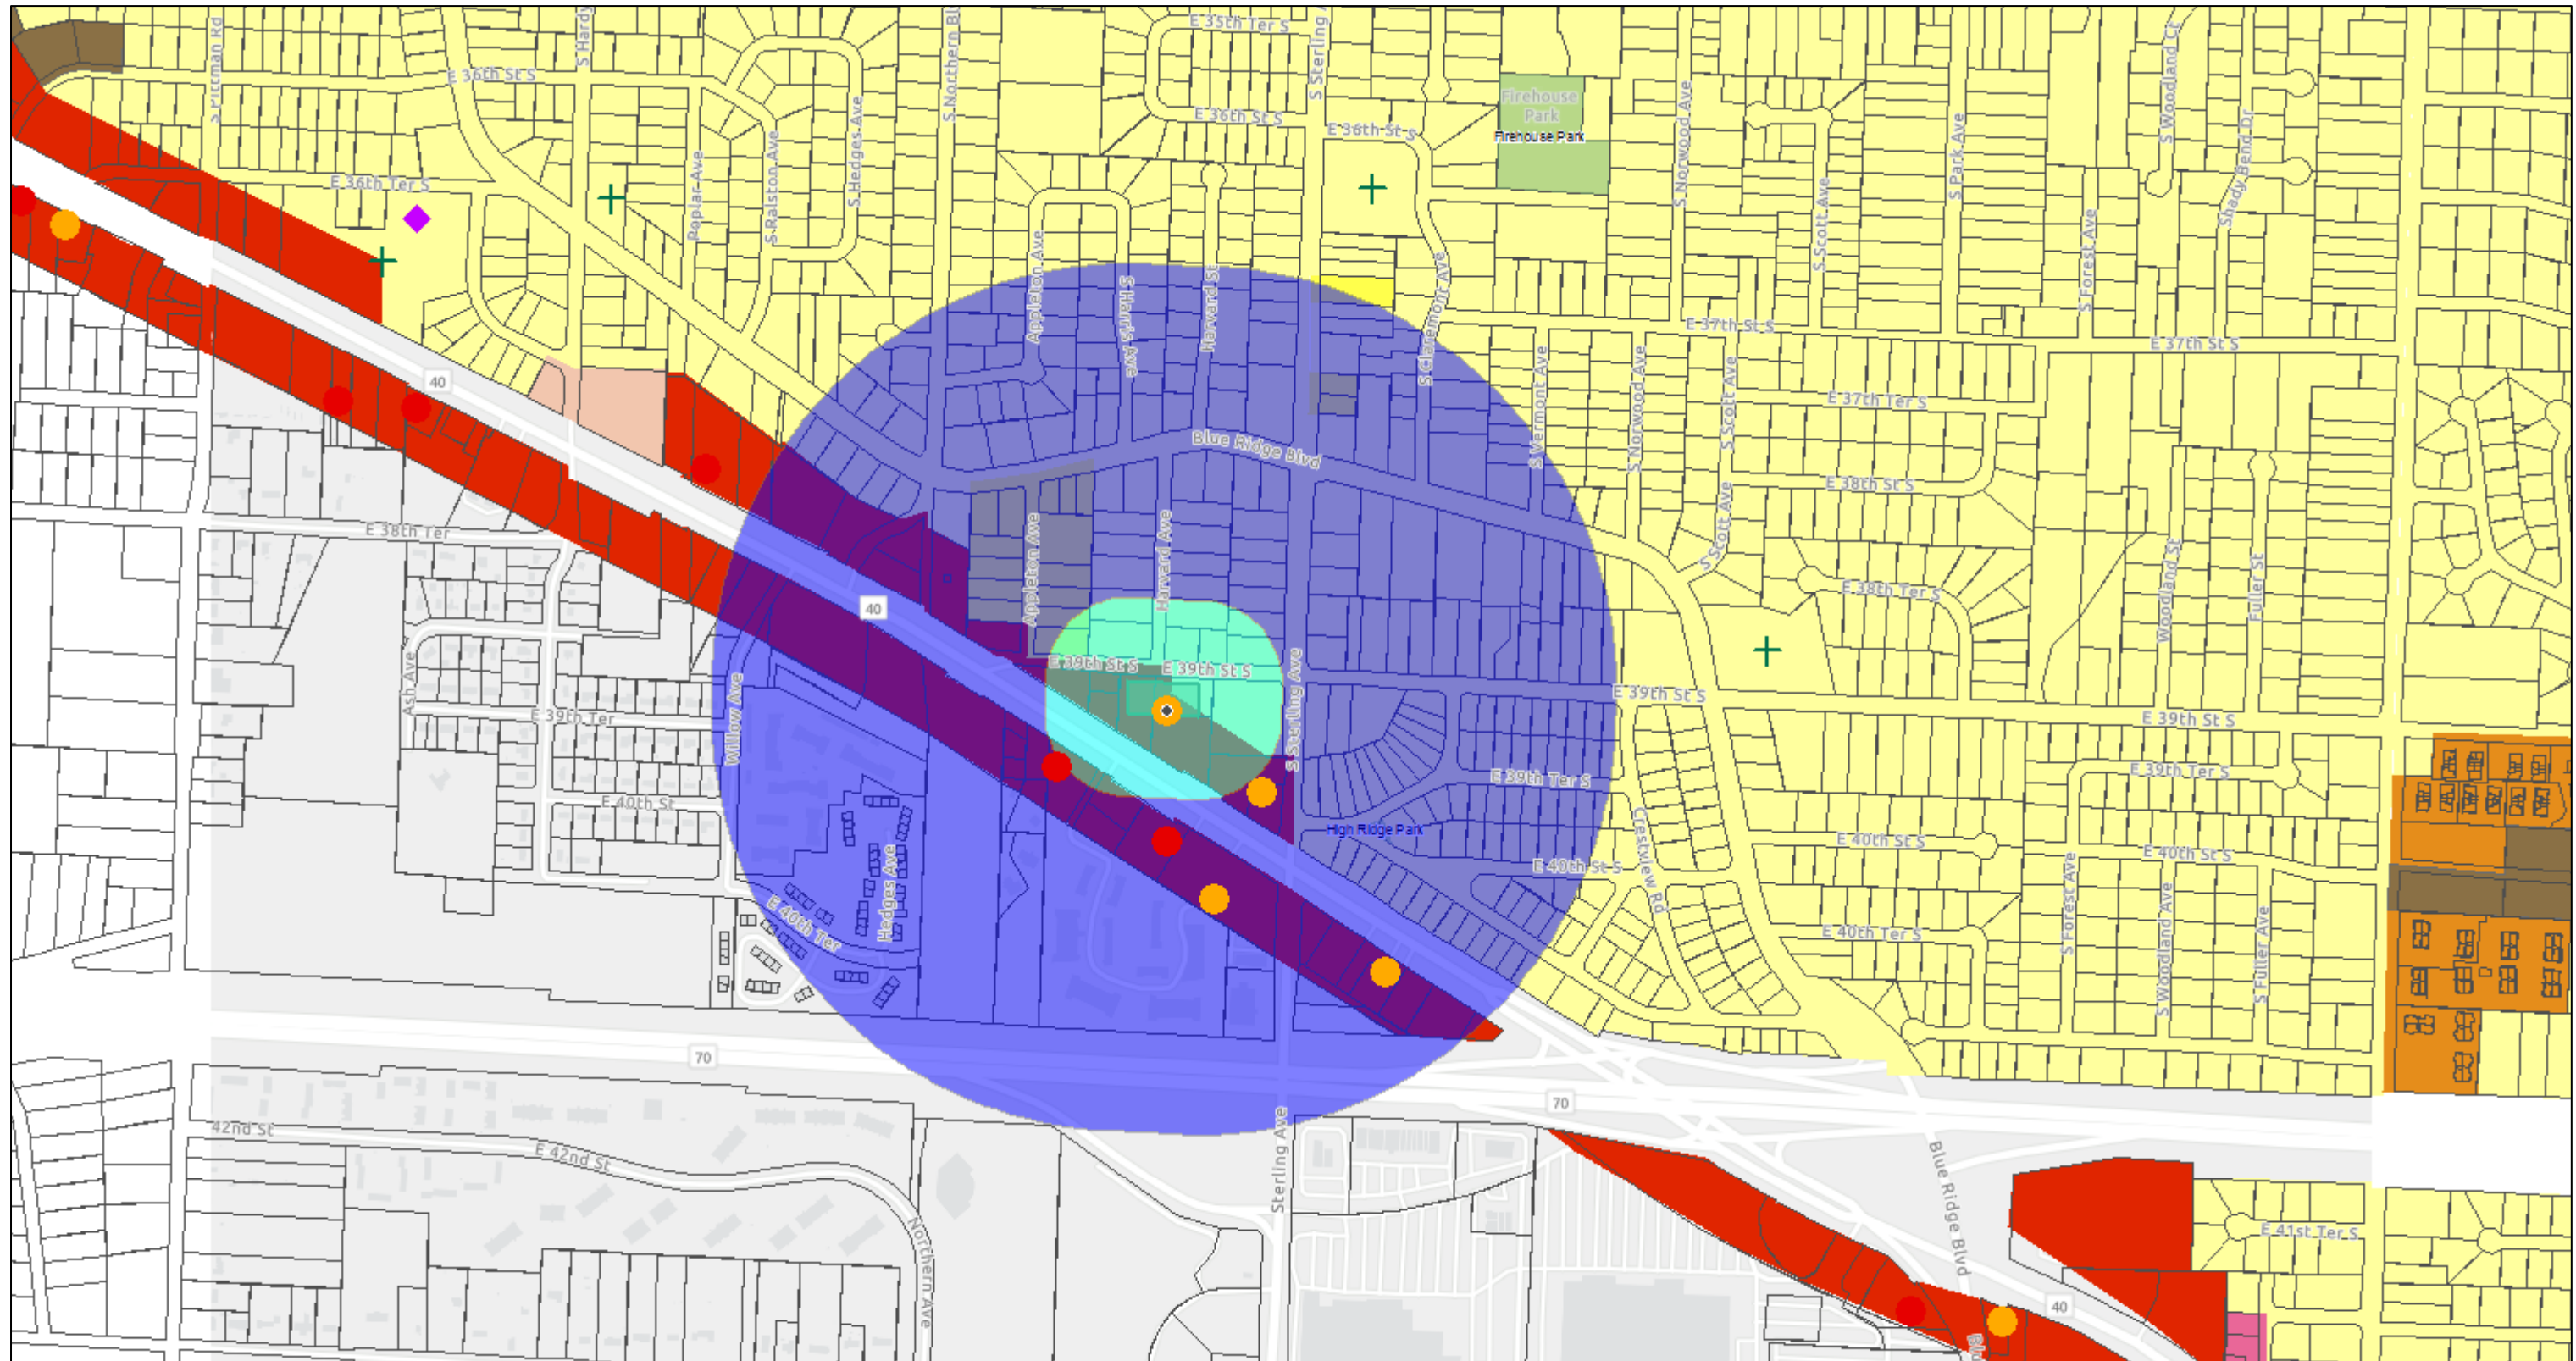 E 35th Ter S
S Pittman Rd
S Hardy
S Northern Bl
S Sterling A
S Woodland Ct
E 36th St S
Firehouse
Park
Firehouse Park
E 36th St S
E 36th St S
S Hedges Ave
S Norwood Ave
S Park Ave
Shady Bend Dr
Poplar Ave
S Ralston Ave
E 36th Ter S
S Scott Ave
S Forest Ave
Appleton Ave
S Harris Ave
Harvard St
S Claremont Ave
E 37th St S
E 37th St S
40
S Vermont Ave
S Norwood Ave
S Scott Ave
E 37th Ter S
Blue Ridge Blvd
E 38th St S
E 38th Ter
Appleton Ave
Harvard Ave
S Scott Ave
40
E 38th Ter S
Woodland St
Fuller St
Ash Ave
E 39th St S
E 39th St S
E 39th St S
E 39th St S
E 39th Ter
Willow Ave
S Sterling Ave
E 39th Ter S
E 39th Ter S
E 40th St
High Ridge Park
Crestview Rd
E 40th St S
E 40th St S
E 40th St S
Hedges Ave
E 40th Ter
E 40th Ter S
S Forest Ave
S Woodland Ave
S Fuller Ave
70
70
42nd St
E 42nd St
Sterling Ave
Northern Ave
Blue Ridge Blvd
E 41st Ter S
40